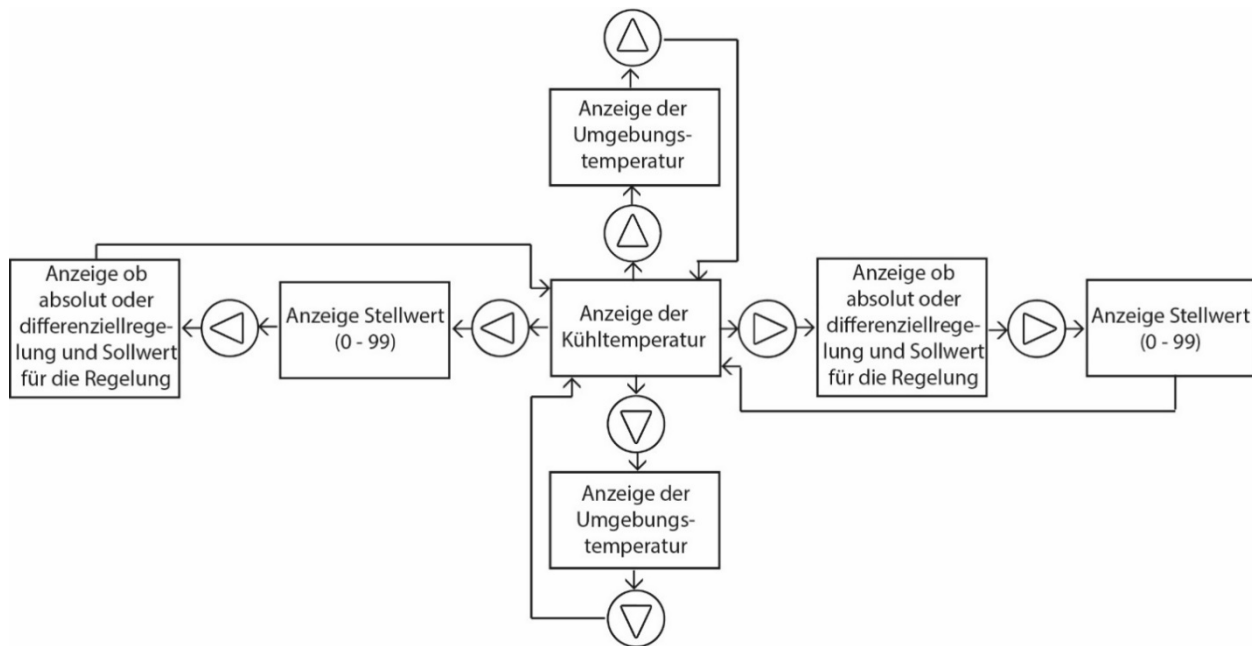 Anzeige der
Umgebungs-
temperatur
Anzeige ob
absolut oder
differenziellrege-
lung und Sollwert
für die Regelung
Anzeige Stellwert
(0 - 99)
Anzeige der
Kühltemperatur
Anzeige ob
absolut oder
differenziellrege-
lung und Sollwert
für die Regelung
Anzeige Stellwert
(0 - 99)
Anzeige der
Umgebungs-
temperatur